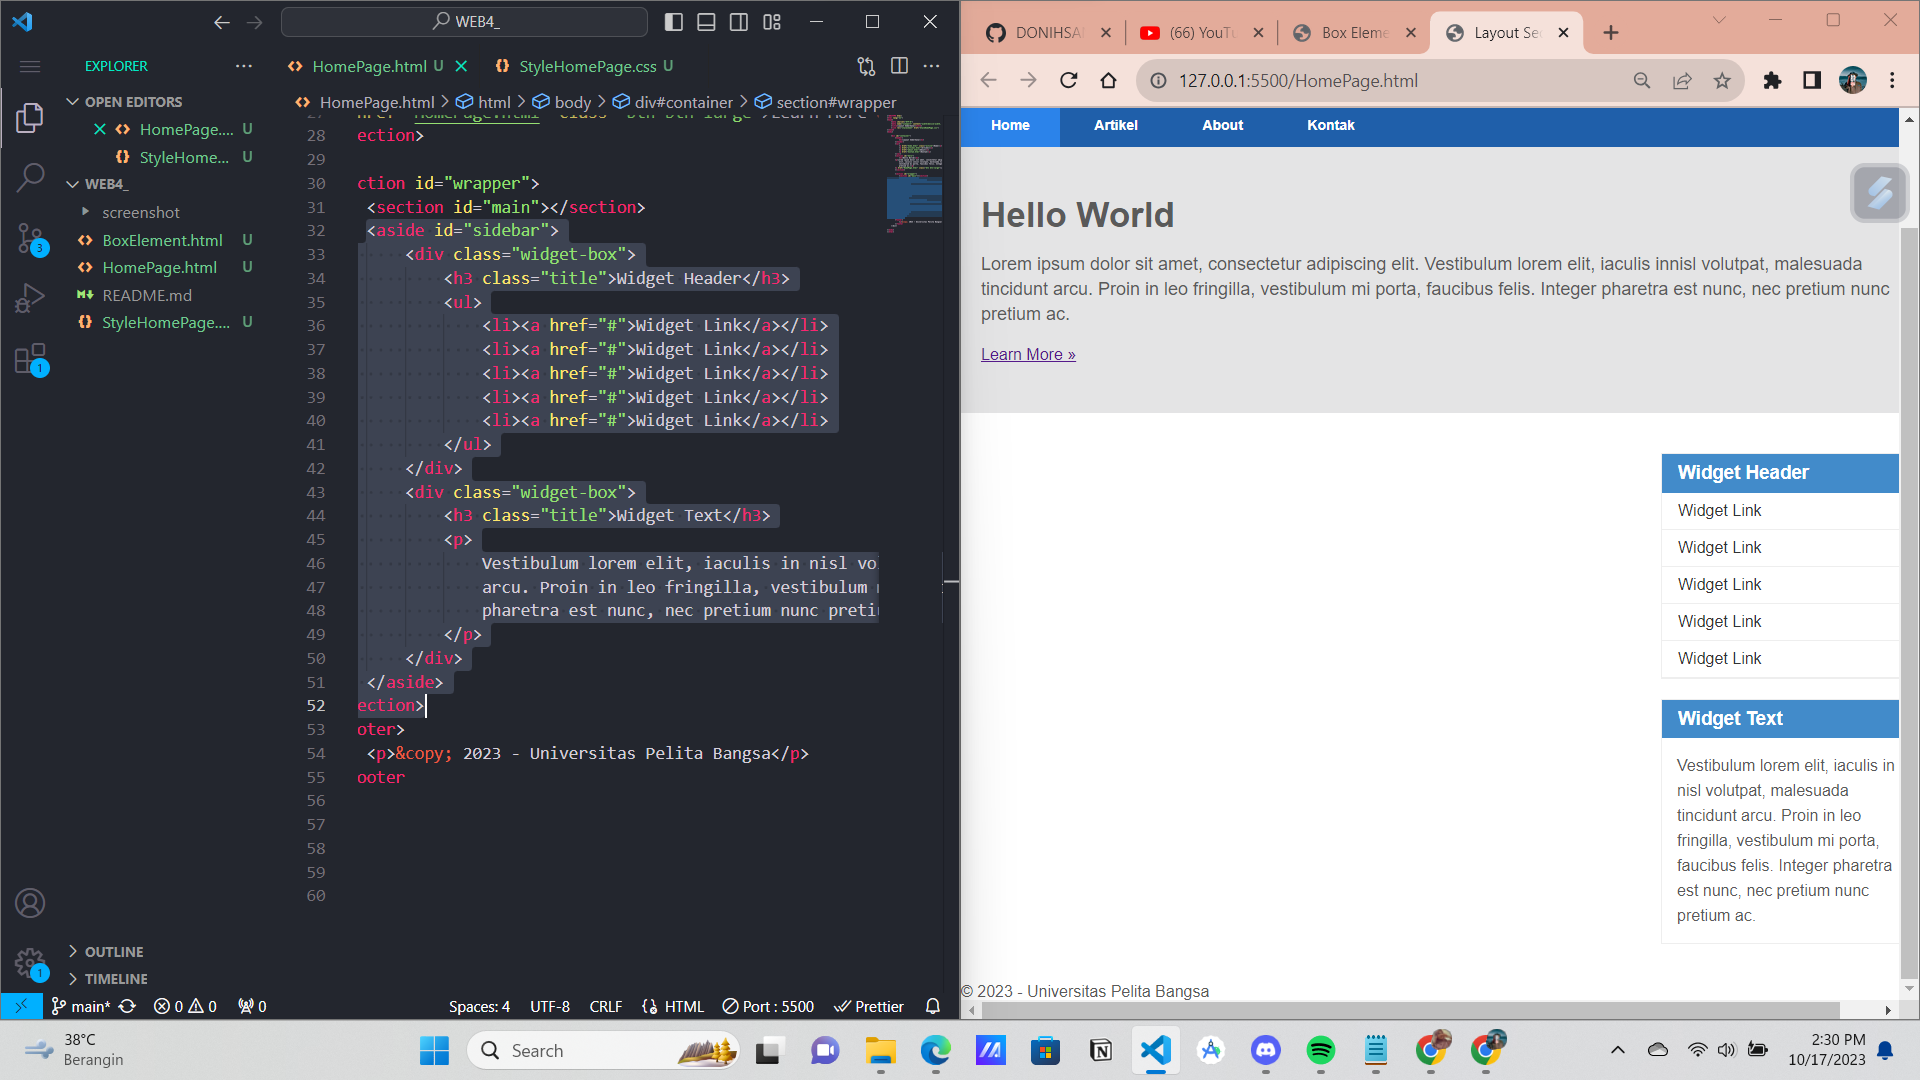 WEB4_
EXPLORER
HomePage.html U
StyleHomePage.css U
OPEN EDITORS
HomePage.... U
StyleHome... U
WEB4_
screenshot
BoxElement.html U
HomePage.html U
README.md
StyleHomePage.... U
OUTLINE
TIMELINE
HomePage.html > html > body > div#container > section#wrapper
28 ection>
29
30 ction id="wrapper">
31 <section id="main"></section>
32 <aside id="sidebar">
33 <div class="widget-box">
34 <h3 class="title">Widget Header</h3>
35 <ul>
36 <li><a href="#">Widget Link</a></li>
37 <li><a href="#">Widget Link</a></li>
38 <li><a href="#">Widget Link</a></li>
39 <li><a href="#">Widget Link</a></li>
40 <li><a href="#">Widget Link</a></li>
41 </ul>
42 </div>
43 <div class="widget-box">
44 <h3 class="title">Widget Text</h3>
45 <p>
46 Vestibulum lorem elit, iaculis in nisl vo
47 arcu. Proin in leo fringilla, vestibulum
48 pharetra est nunc, nec pretium nunc preti
49 </p>
50 </div>
51 </aside>
52 ection>
53 oter>
54 <p>&copy; 2023 - Universitas Pelita Bangsa</p>
55 ooter
56
57
58
59
60
3
1
1
main* 0 0 0 Spaces: 4 UTF-8 CRLF HTML Port : 5500 Prettier
DONIHSA
(66) YouTu
Box Eleme
Layout Se
127.0.0.1:5500/HomePage.html
Home Artikel About Kontak
Hello World
Lorem ipsum dolor sit amet, consectetur adipiscing elit. Vestibulum lorem elit, iaculis innisl volutpat, malesuada
tincidunt arcu. Proin in leo fringilla, vestibulum mi porta, faucibus felis. Integer pharetra est nunc, nec pretium nunc
pretium ac.
Learn More »
Widget Header
Widget Link
Widget Link
Widget Link
Widget Link
Widget Link
Widget Text
Vestibulum lorem elit, iaculis in
nisl volutpat, malesuada
tincidunt arcu. Proin in leo
fringilla, vestibulum mi porta,
faucibus felis. Integer pharetra
est nunc, nec pretium nunc
pretium ac.
© 2023 - Universitas Pelita Bangsa
38°C
Berangin
Search
2:30 PM
10/17/2023